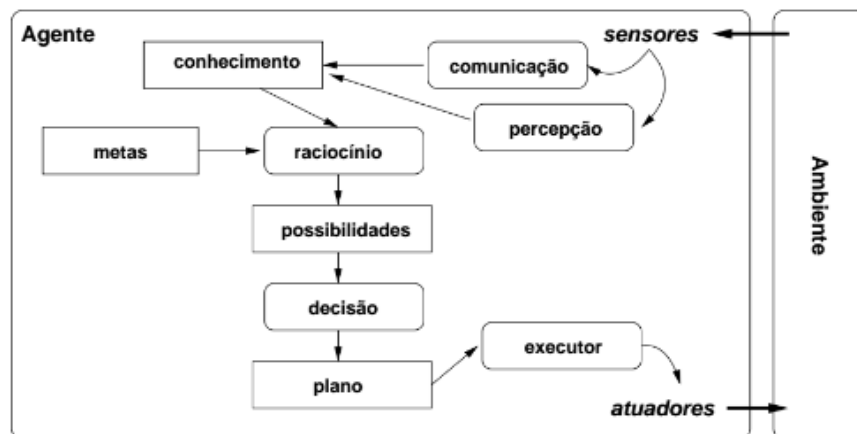 Agente
sensores
conhecimento
comunicação
percepção
metas
raciocínio
Ambiente
possibilidades
decisão
executor
plano
atuadores